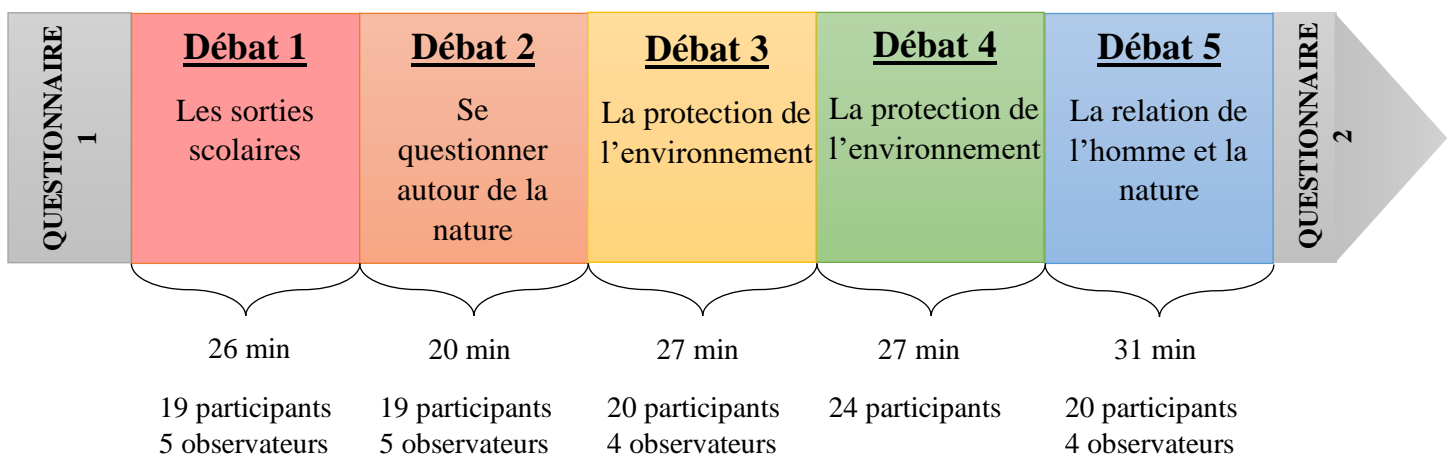 QUESTIONNAIRE
1
Débat 1
Les sorties
scolaires
Débat 2
Se
questionner
autour de la
nature
Débat 3
La protection de
l’environnement
Débat 4
La protection de
l’environnement
Débat 5
La relation de
l’homme et la
nature
QUESTIONNAIRE
2
26 min
19 participants
5 observateurs
20 min
19 participants
5 observateurs
27 min
20 participants
4 observateurs
27 min
24 participants
31 min
20 participants
4 observateurs